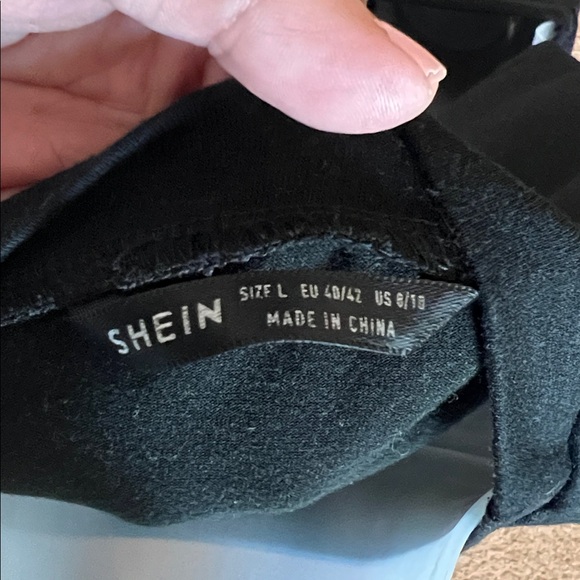 SHEIN
SIZE L EU 40/42 US 8/10
MADE IN CHINA